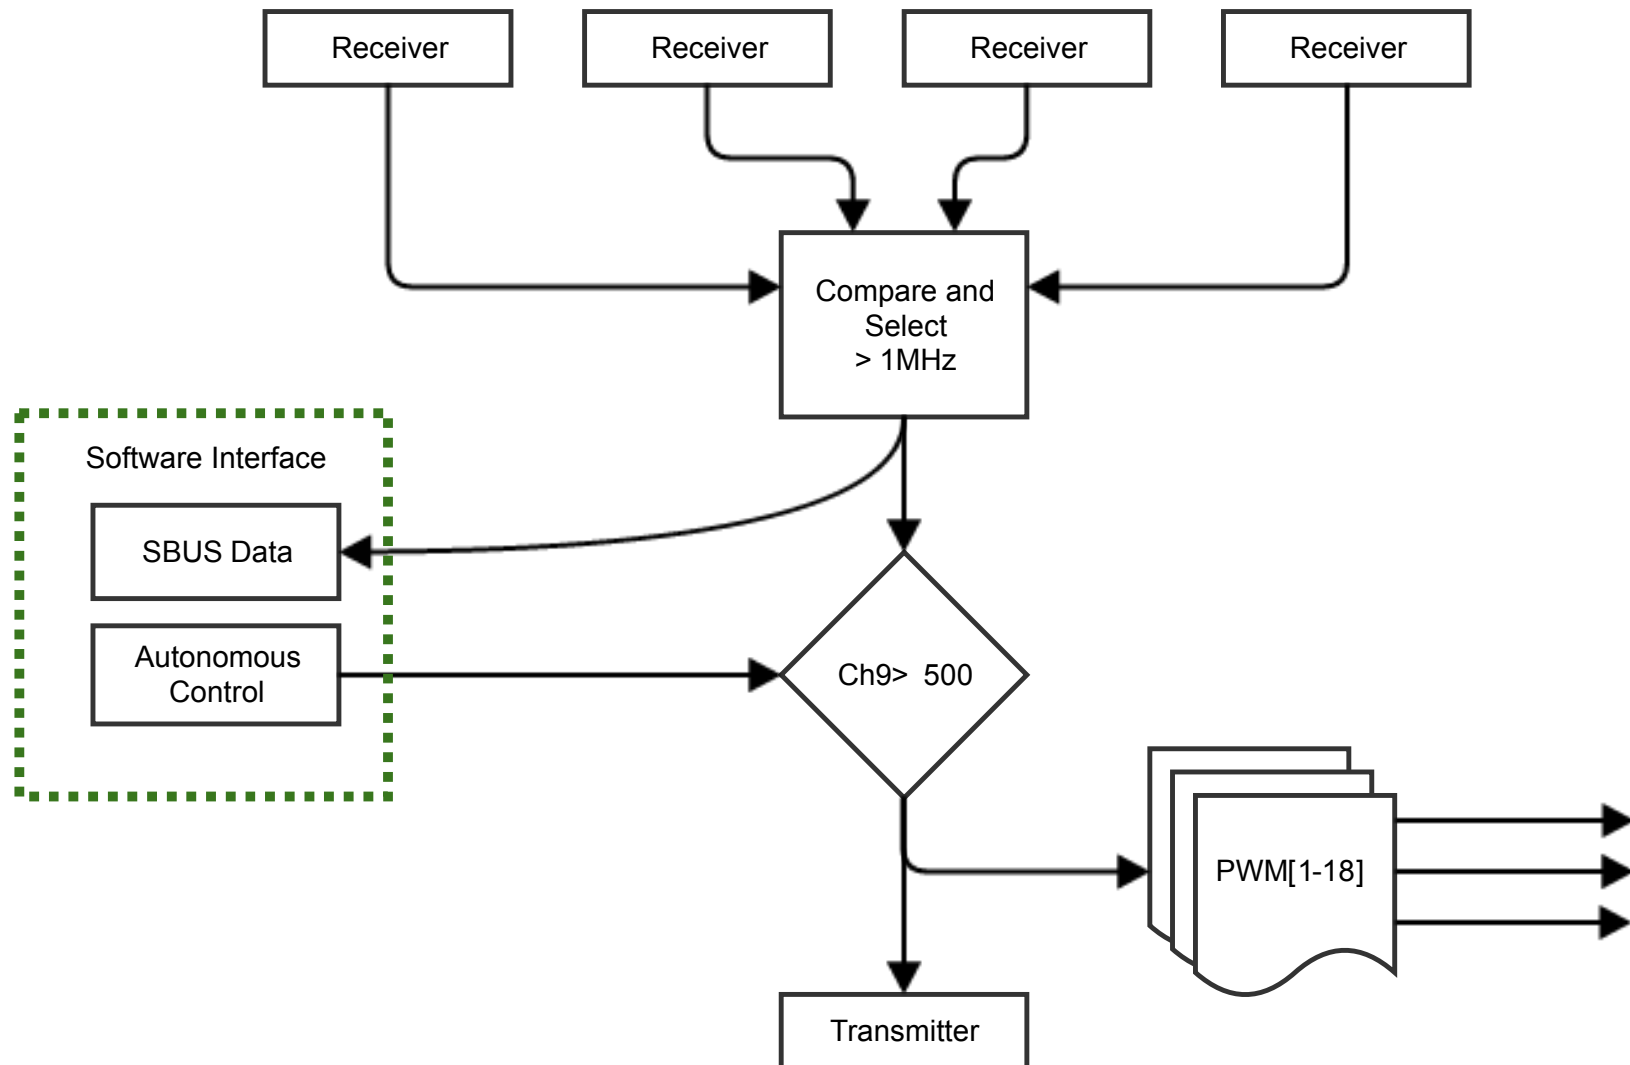 Receiver
Receiver
Receiver
Receiver
Compare and
Select
> 1MHz
Software Interface
SBUS Data
Autonomous
Control
Ch9>  500
PWM[1-18]
Transmitter